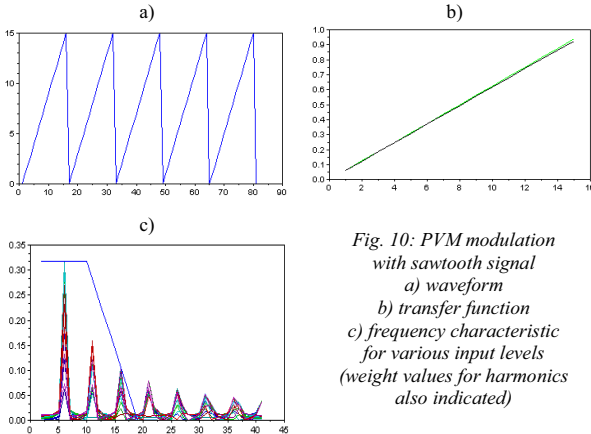 a)
15
10
5
0
0 10 20 30 40 50 60 70 80 90
b)
1.0
0.9
0.8
0.7
0.6
0.5
0.4
0.3
0.2
0.1
0.0
0 2 4 6 8 10 12 14 16
c)
0.35
0.30
0.25
0.20
0.15
0.10
0.05
0.00
0 5 10 15 20 25 30 35 40 45
Fig. 10: PVM modulation
with sawtooth signal
a) waveform
b) transfer function
c) frequency characteristic
for various input levels
(weight values for harmonics
also indicated)